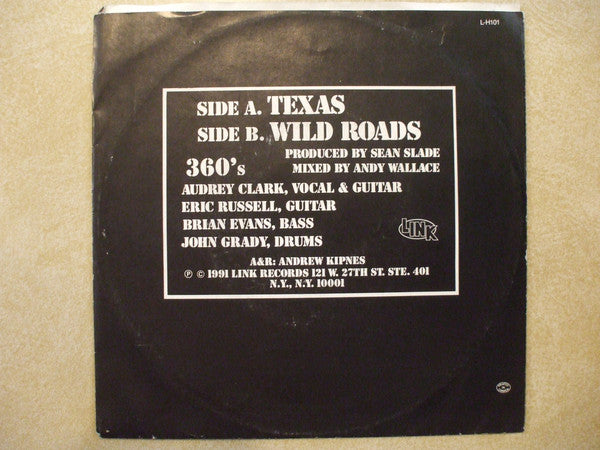 L-H101
SIDE A. TEXAS
SIDE B. WILD ROADS
PRODUCED BY SEAN SLADE
360's MIXED BY ANDY WALLACE
AUDREY CLARK, VOCAL & GUITAR
ERIC RUSSELL, GUITAR
BRIAN EVANS, BASS
LINK
JOHN GRADY, DRUMS
A&R: ANDREW KIPNES
℗ © 1991 LINK RECORDS 121 W. 27TH ST. STE. 401
N.Y., N.Y. 10001